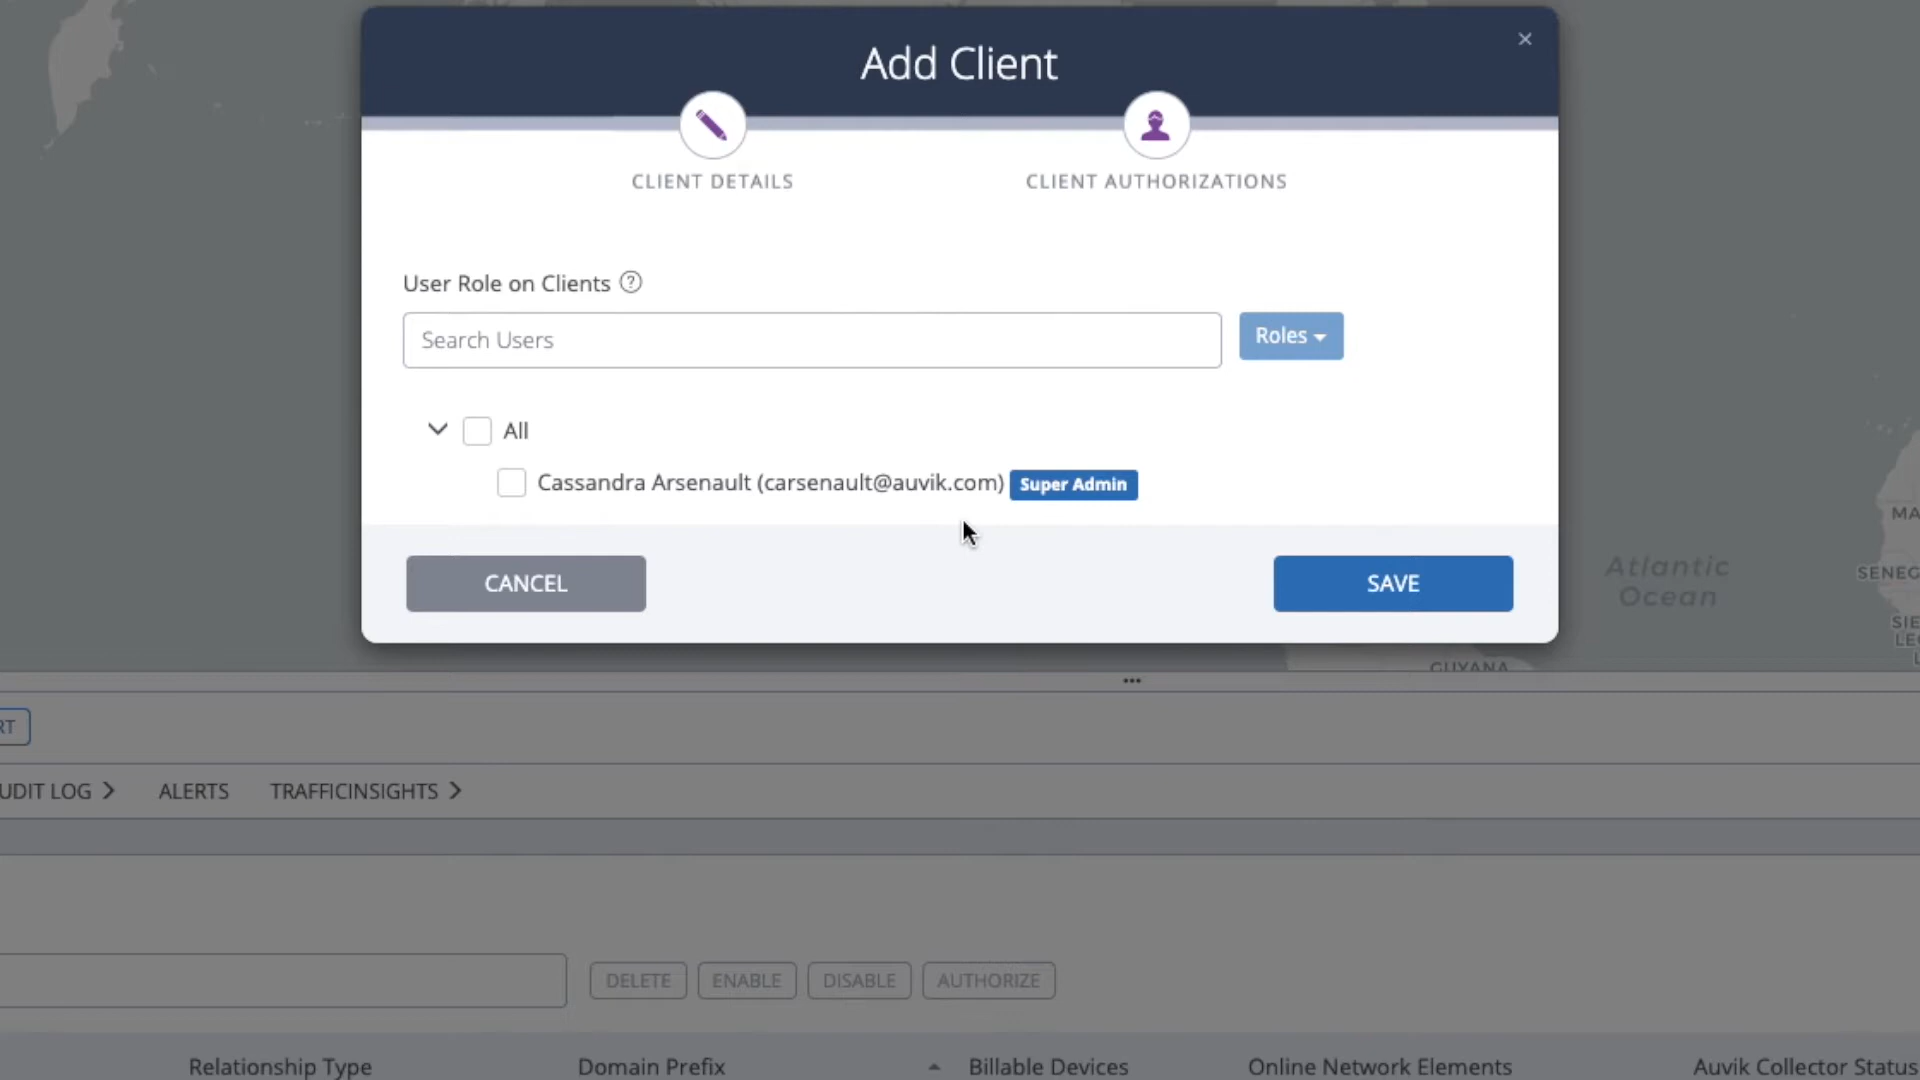 Add Client
×
CLIENT DETAILS
CLIENT AUTHORIZATIONS
User Role on Clients ?
Search Users
Roles
All
Cassandra Arsenault (carsenault@auvik.com) Super Admin
CANCEL
SAVE
Atlantic
Ocean
MA
SENEG
SIE
LE
L
GUYANA
RT
UDIT LOG
ALERTS
TRAFFICINSIGHTS
DELETE
ENABLE
DISABLE
AUTHORIZE
Relationship Type
Domain Prefix
Billable Devices
Online Network Elements
Auvik Collector Status